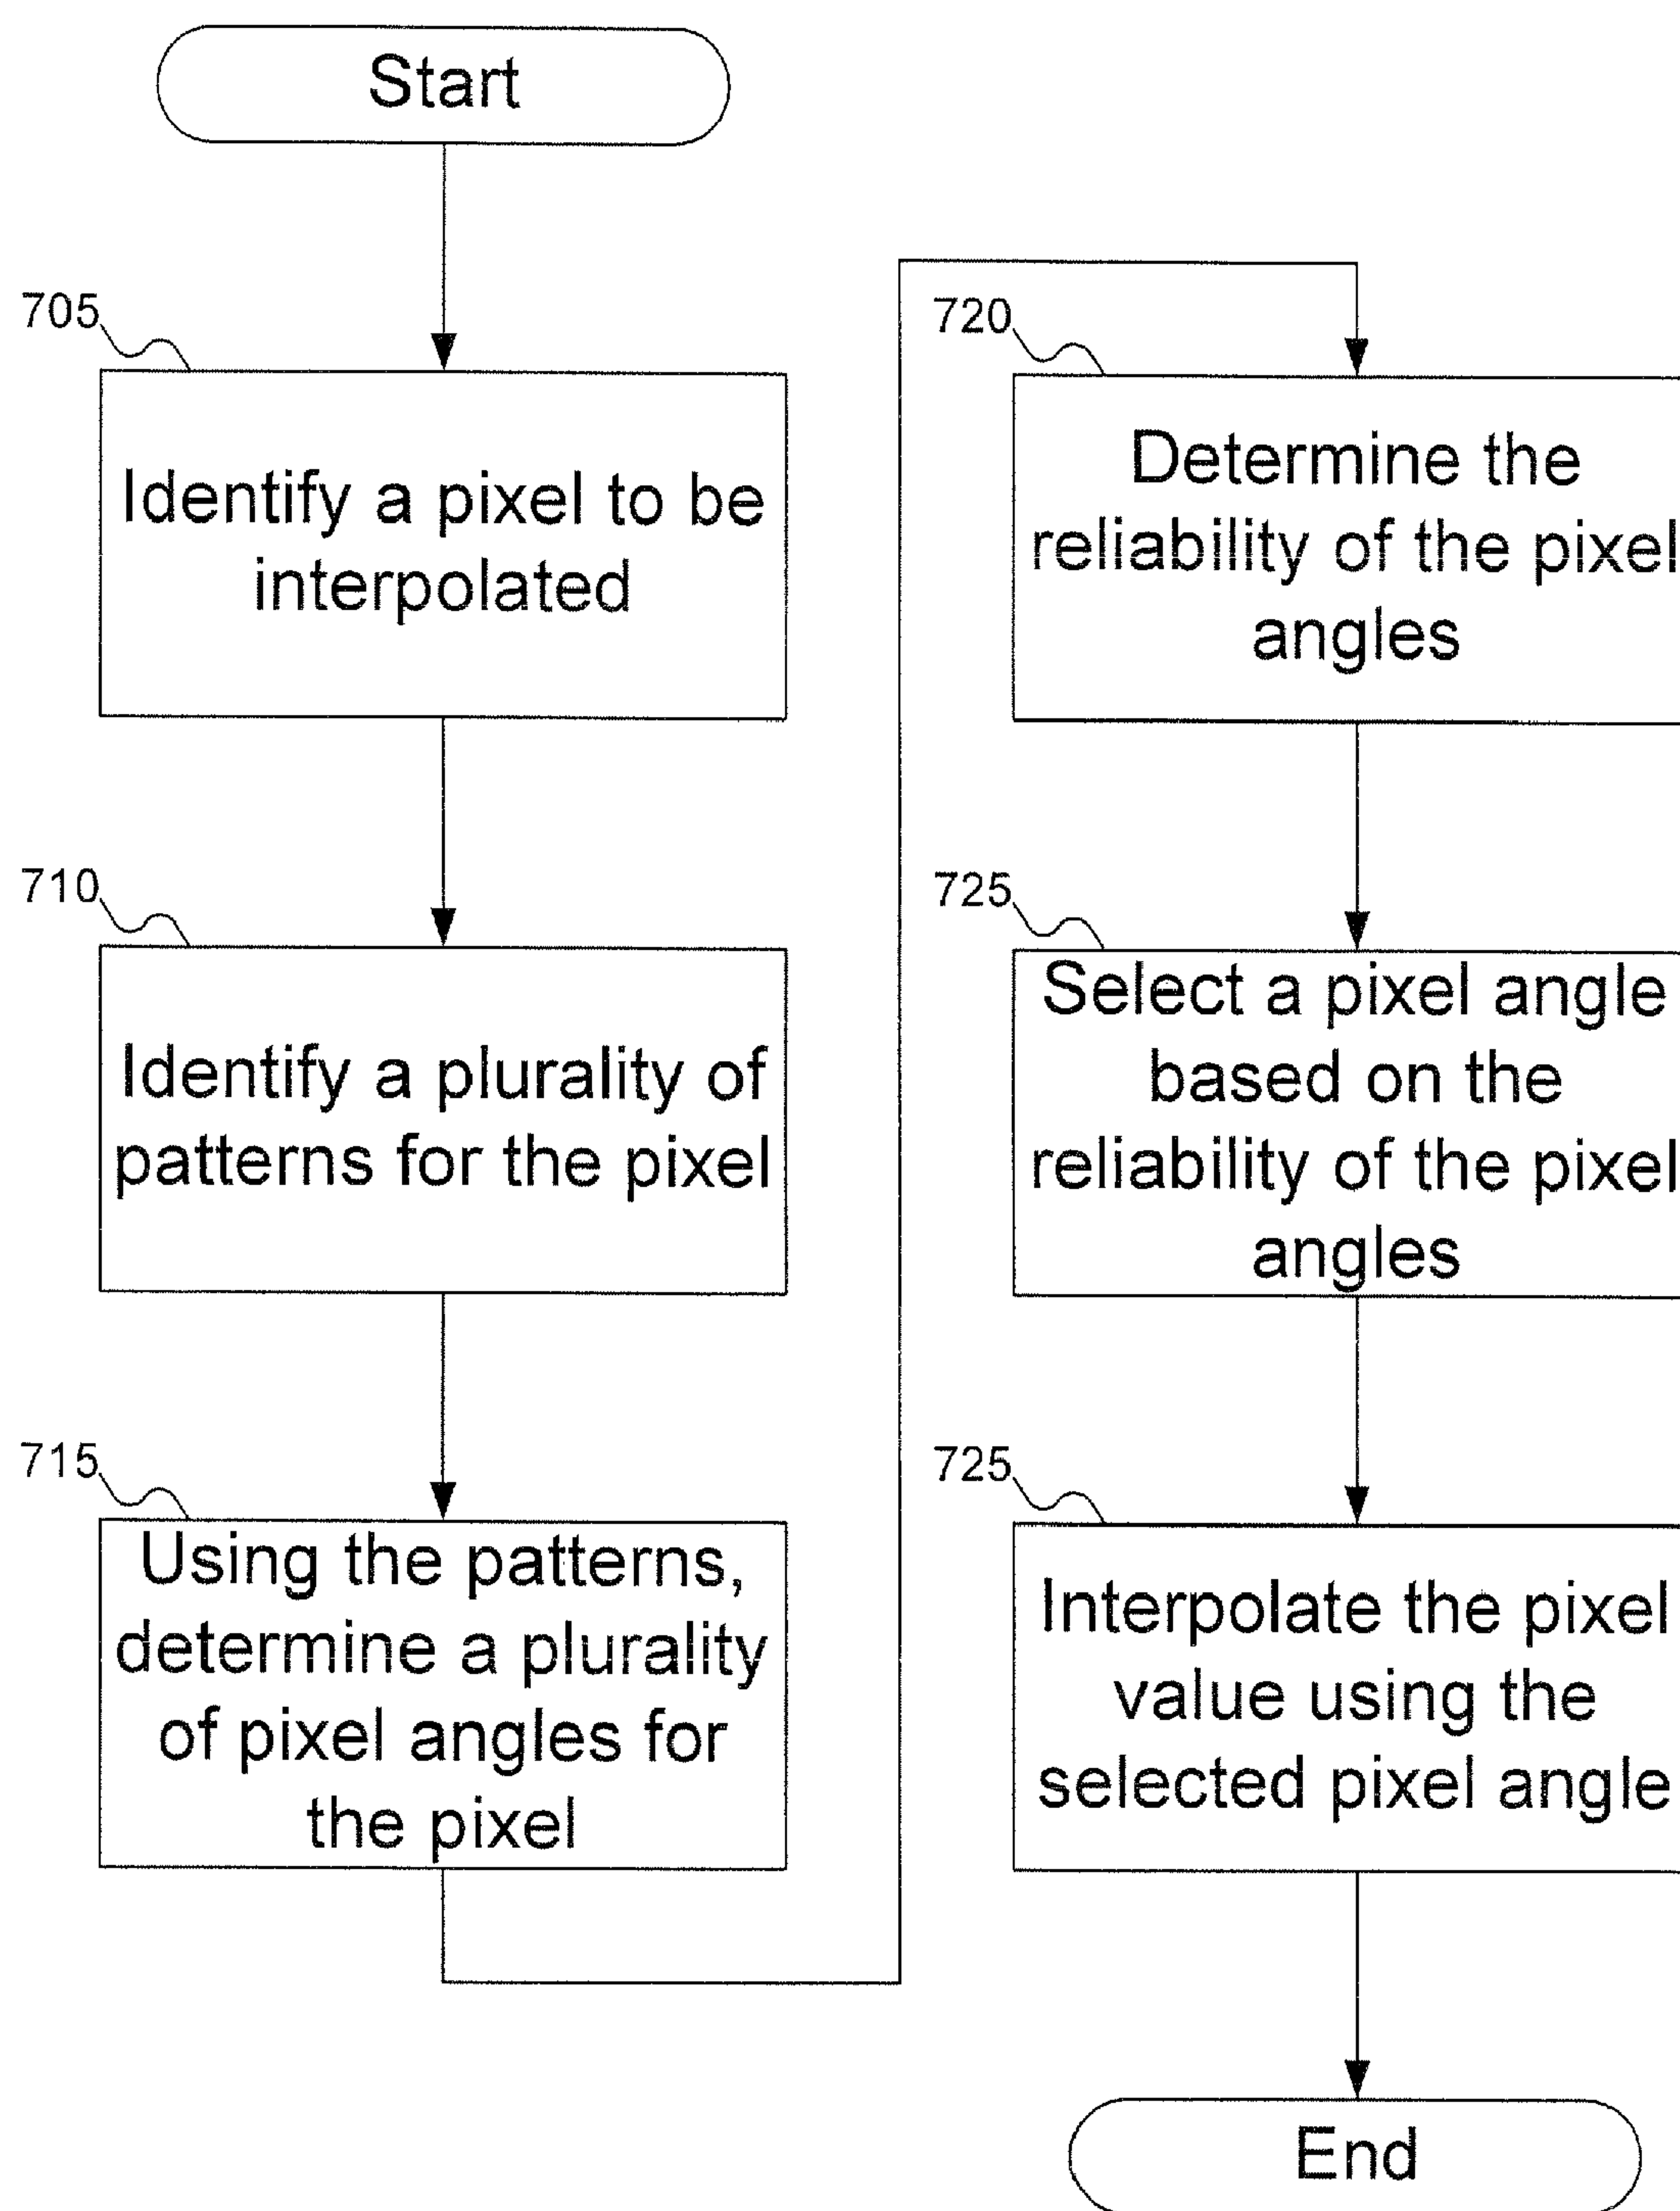 Start
705
Identify a pixel to be
interpolated
710
Identify a plurality of
patterns for the pixel
715
Using the patterns,
determine a plurality
of pixel angles for
the pixel
720
Determine the
reliability of the pixel
angles
725
Select a pixel angle
based on the
reliability of the pixel
angles
725
Interpolate the pixel
value using the
selected pixel angle
End